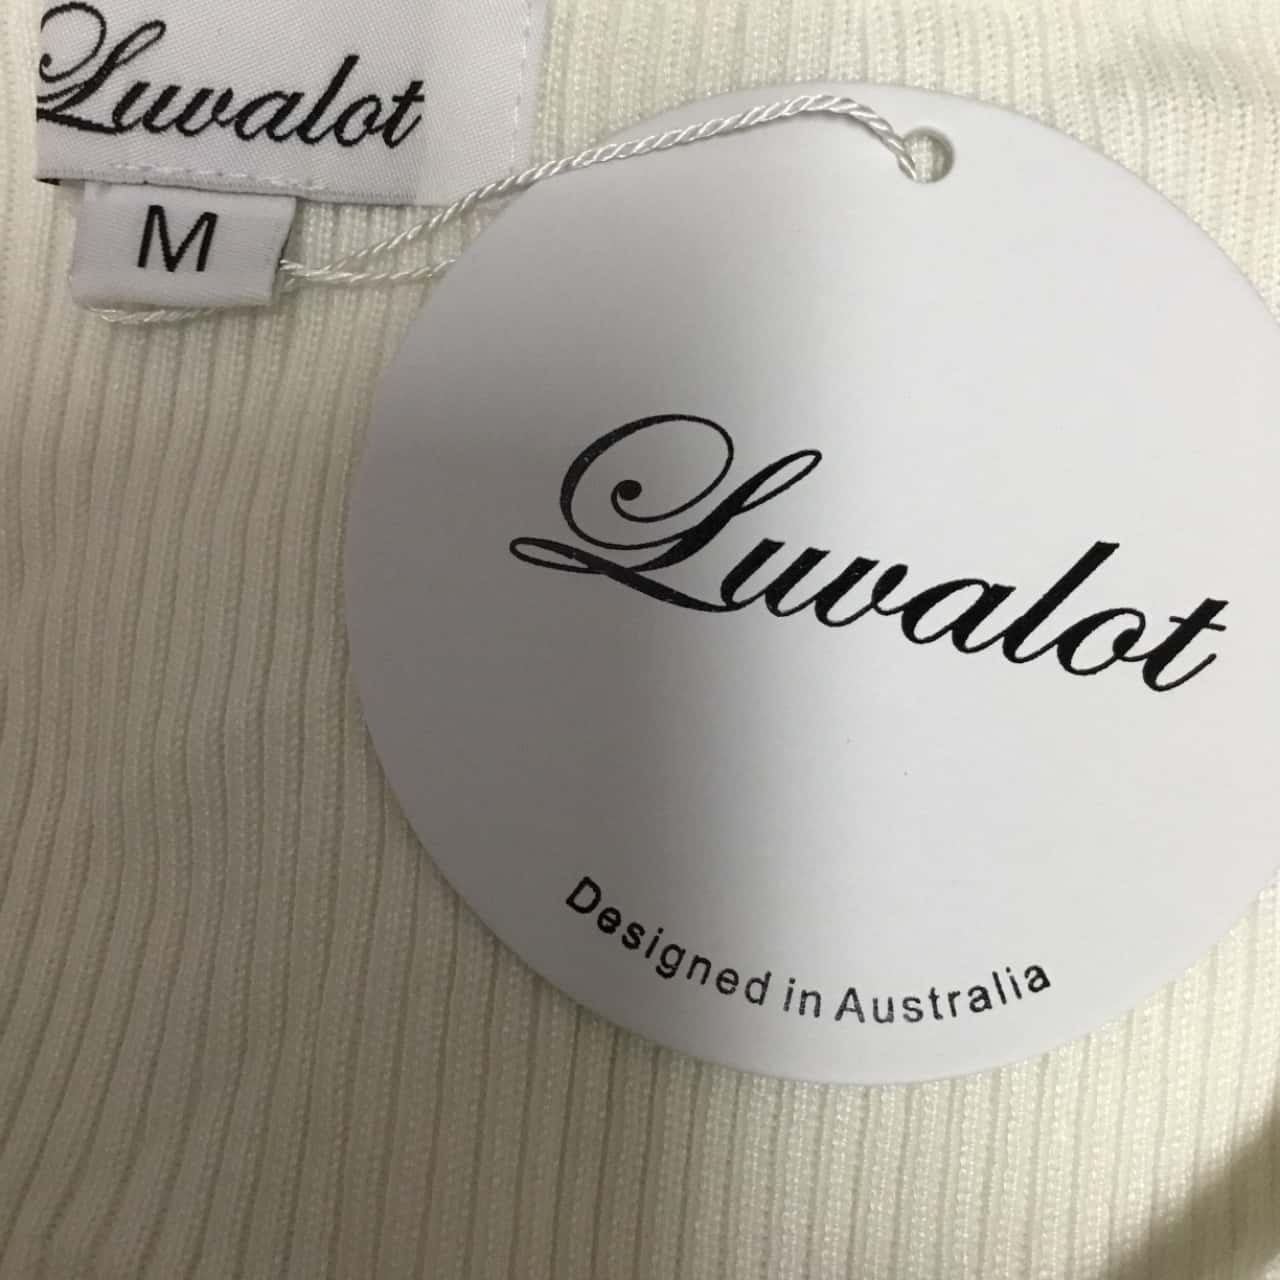 Luvalot
M
Luvalot
Designed in Australia